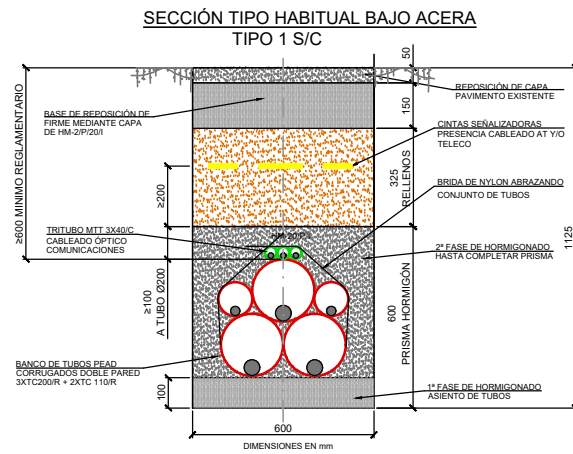 SECCIÓN TIPO HABITUAL BAJO ACERA
TIPO 1 S/C
50
REPOSICIÓN DE CAPA
PAVIMENTO EXISTENTE
BASE DE REPOSICIÓN DE
FIRME MEDIANTE CAPA
DE HM-2/P/20/I
150
CINTAS SEÑALIZADORAS
PRESENCIA CABLEADO AT Y/O
TELECO
≥600 MÍNIMO REGLAMENTARIO
≥200
325
RELLENOS
BRIDA DE NYLON ABRAZANDO
CONJUNTO DE TUBOS
1125
TRITUBO MTT 3X40/C
CABLEADO ÓPTICO
COMUNICACIONES
HM-20/P
2ª FASE DE HORMIGONADO
HASTA COMPLETAR PRISMA
≥100
A TUBO Ø200
600
PRISMA HORMIGÓN
BANCO DE TUBOS PEAD
CORRUGADOS DOBLE PARED
3XTC200/R + 2XTC 110/R
100
1ª FASE DE HORMIGONADO
ASIENTO DE TUBOS
600
DIMENSIONES EN mm